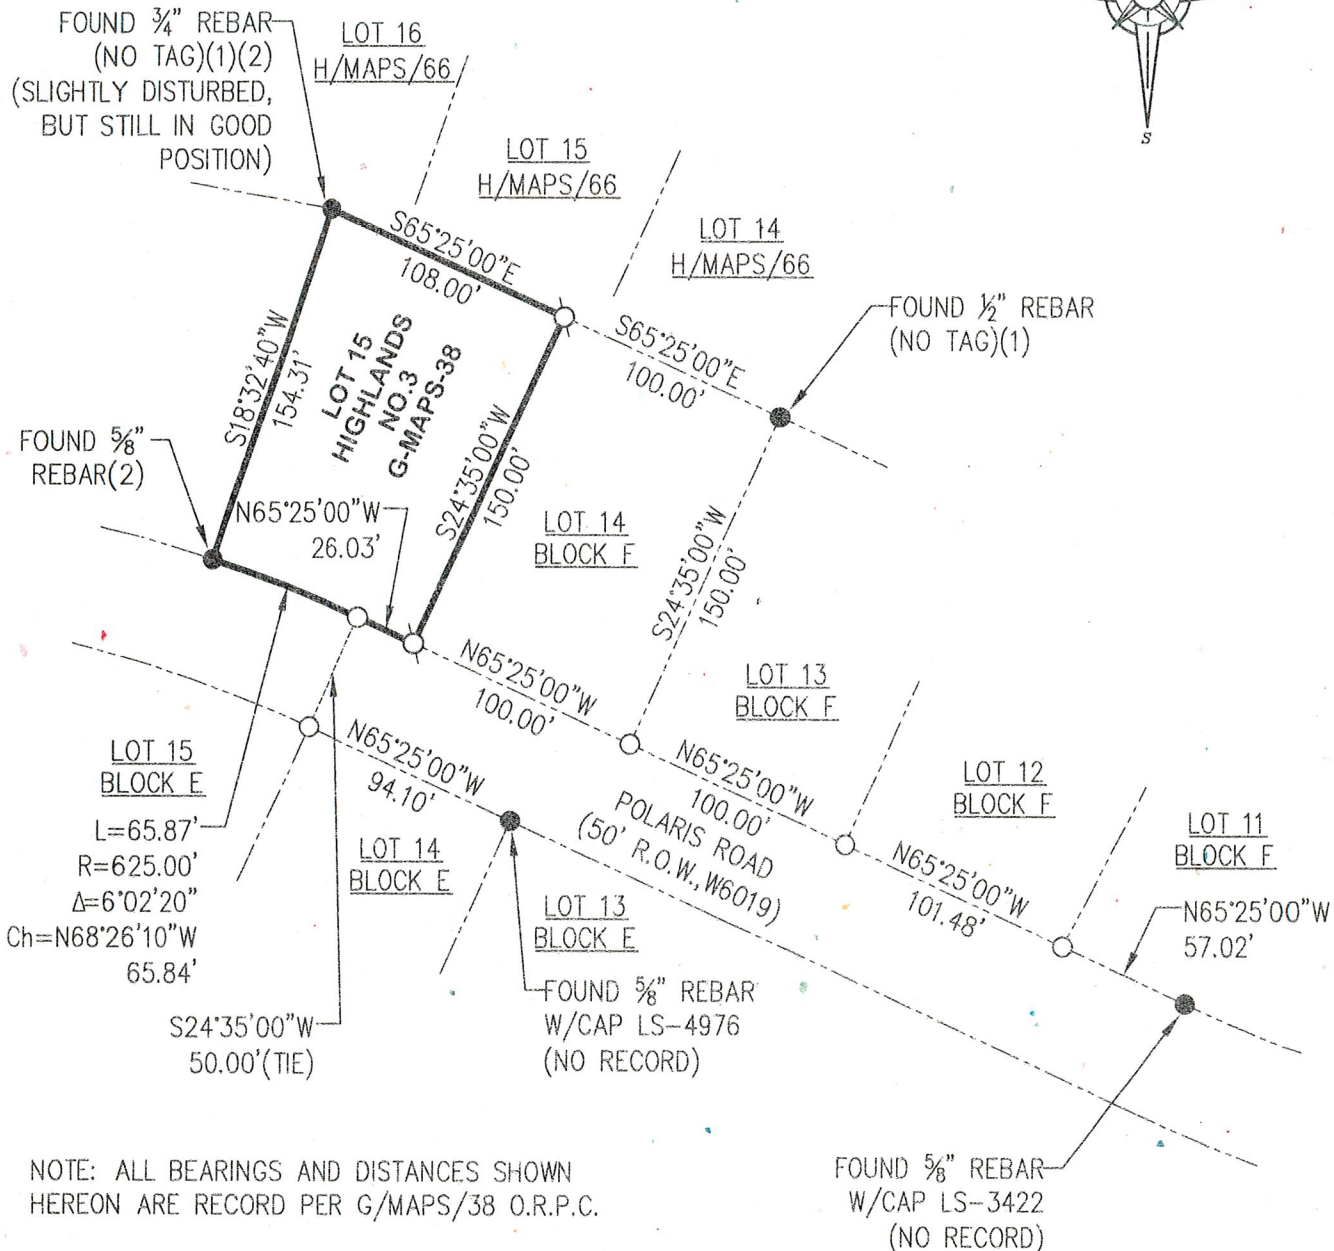 FOUND ¾" REBAR
(NO TAG)(1)(2)
(SLIGHTLY DISTURBED,
BUT STILL IN GOOD
POSITION)
LOT 16
H/MAPS/66
S
LOT 15
H/MAPS/66
LOT 14
H/MAPS/66
S65°25'00"E
108.00'
FOUND ½" REBAR
(NO TAG)(1)
S65°25'00"E
100.00'
S18°32'40"W
154.31'
LOT 15
HIGHLANDS
NO.3
G-MAPS-38
S24°35'00"W
150.00'
FOUND ⅝"
REBAR(2)
N65°25'00"W
26.03'
LOT 14
BLOCK F
S24°35'00"W
150.00'
N65°25'00"W
100.00'
LOT 13
BLOCK F
N65°25'00"W
94.10'
N65°25'00"W
100.00'
POLARIS ROAD
(50' R.O.W., W6019)
LOT 12
BLOCK F
N65°25'00"W
101.48'
LOT 11
BLOCK F
N65°25'00"W
57.02'
LOT 15
BLOCK E
L=65.87'
R=625.00'
Δ=6°02'20"
Ch=N68°26'10"W
65.84'
LOT 14
BLOCK E
LOT 13
BLOCK E
S24°35'00"W
50.00'(TIE)
FOUND ⅝" REBAR
W/CAP LS-4976
(NO RECORD)
FOUND ⅝" REBAR
W/CAP LS-3422
(NO RECORD)
NOTE: ALL BEARINGS AND DISTANCES SHOWN
HEREON ARE RECORD PER G/MAPS/38 O.R.P.C.